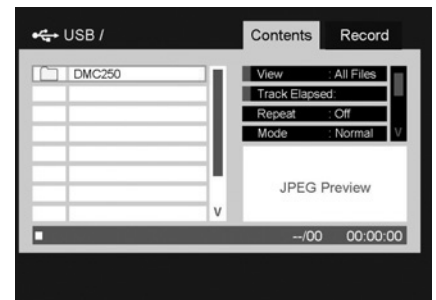 USB /
Contents
Record
DMC250
View : All Files
Track Elapsed:
Repeat : Off
Mode : Normal
V
JPEG Preview
V
--/00 00:00:00